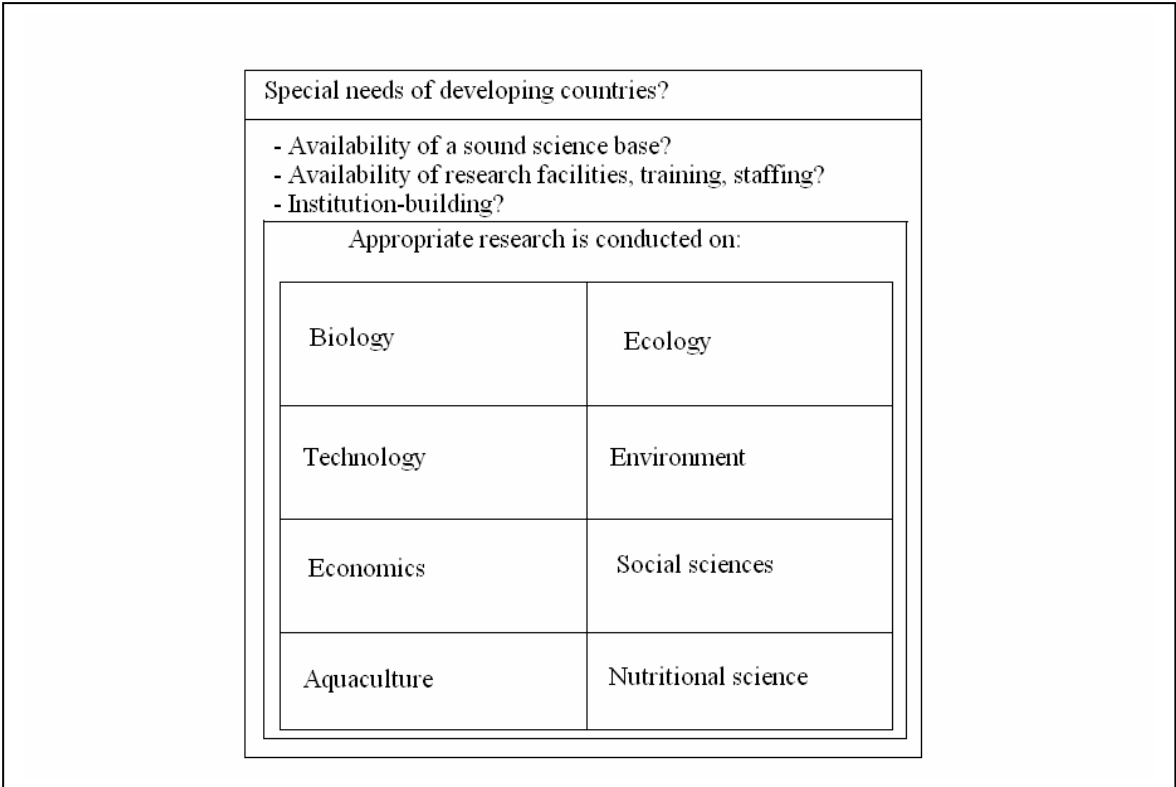 Special needs of developing countries?
- Availability of a sound science base?
- Availability of research facilities, training, staffing?
- Institution-building?
Appropriate research is conducted on:
Biology
Ecology
Technology
Environment
Economics
Social sciences
Aquaculture
Nutritional science